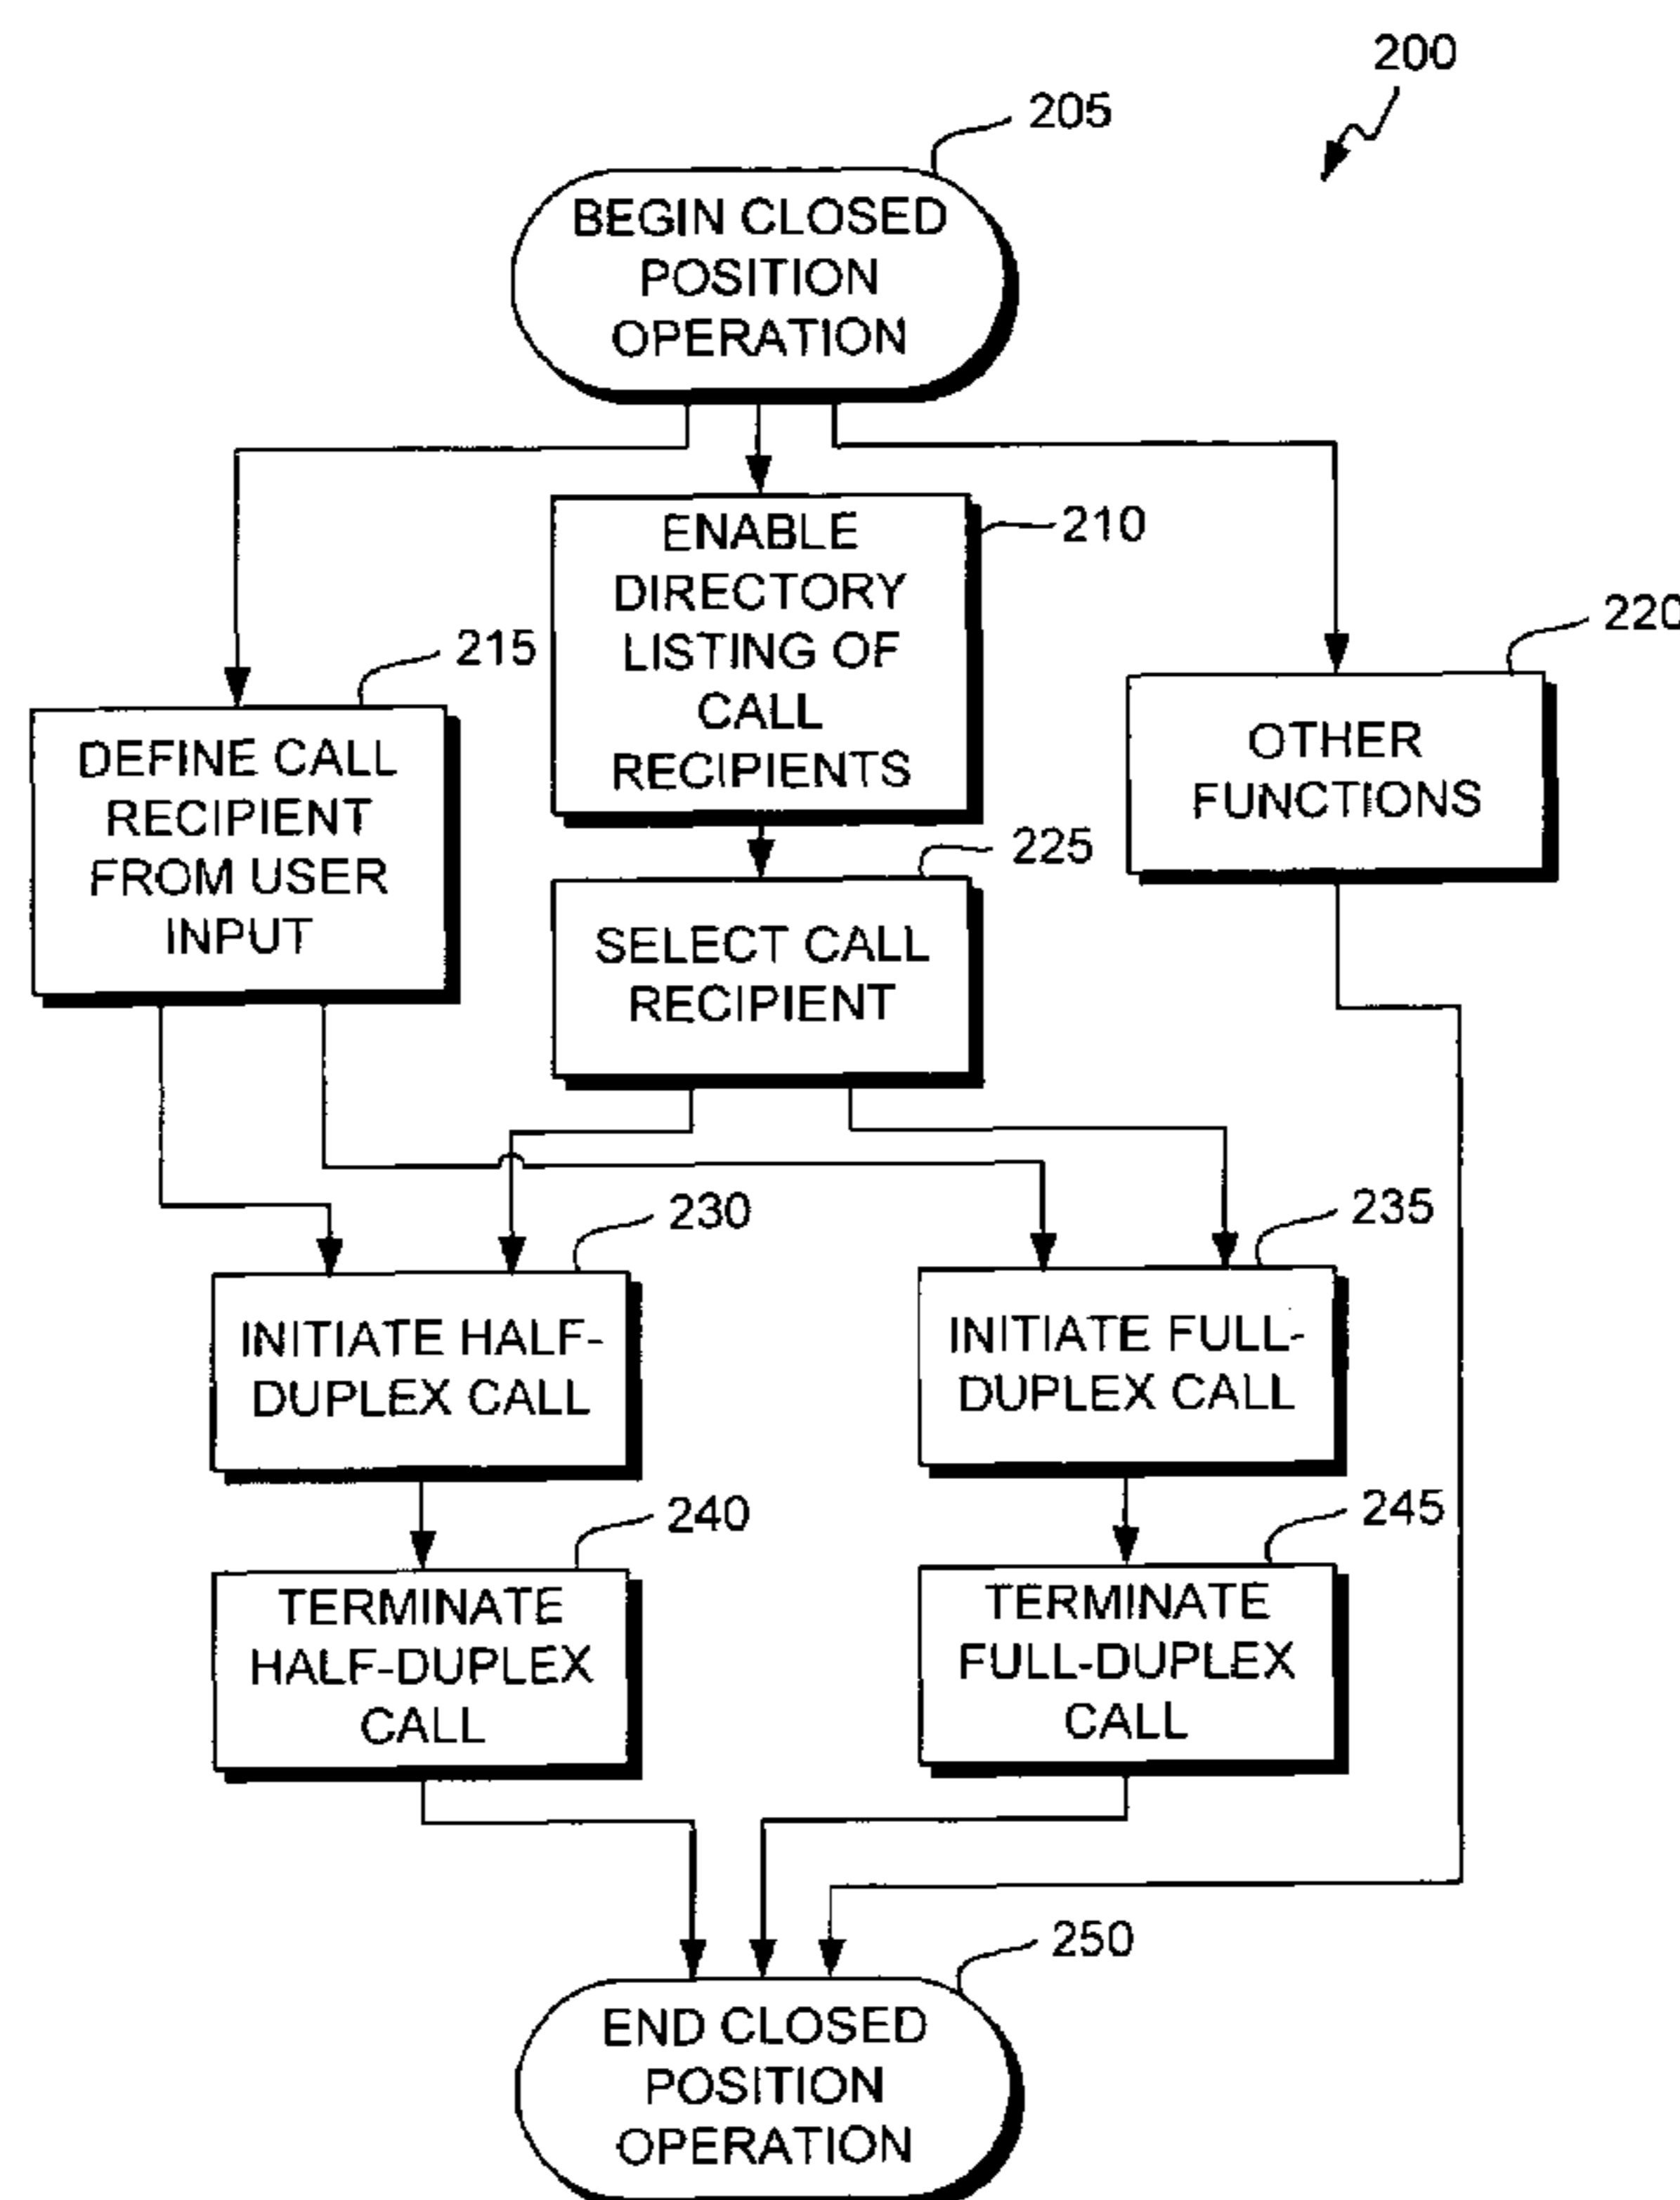 200
205
BEGIN CLOSED
POSITION
OPERATION
210
ENABLE
DIRECTORY
LISTING OF
CALL
RECIPIENTS
215
DEFINE CALL
RECIPIENT
FROM USER
INPUT
220
OTHER
FUNCTIONS
225
SELECT CALL
RECIPIENT
230
INITIATE HALF-
DUPLEX CALL
235
INITIATE FULL-
DUPLEX CALL
240
TERMINATE
HALF-DUPLEX
CALL
245
TERMINATE
FULL-DUPLEX
CALL
250
END CLOSED
POSITION
OPERATION